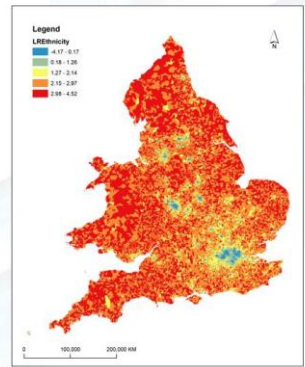 Legend
LREthnicity
-4.17 - 0.17
0.18 - 1.26
1.27 - 2.14
2.15 - 2.97
2.98 - 4.52
N
0 100,000 200,000 KM